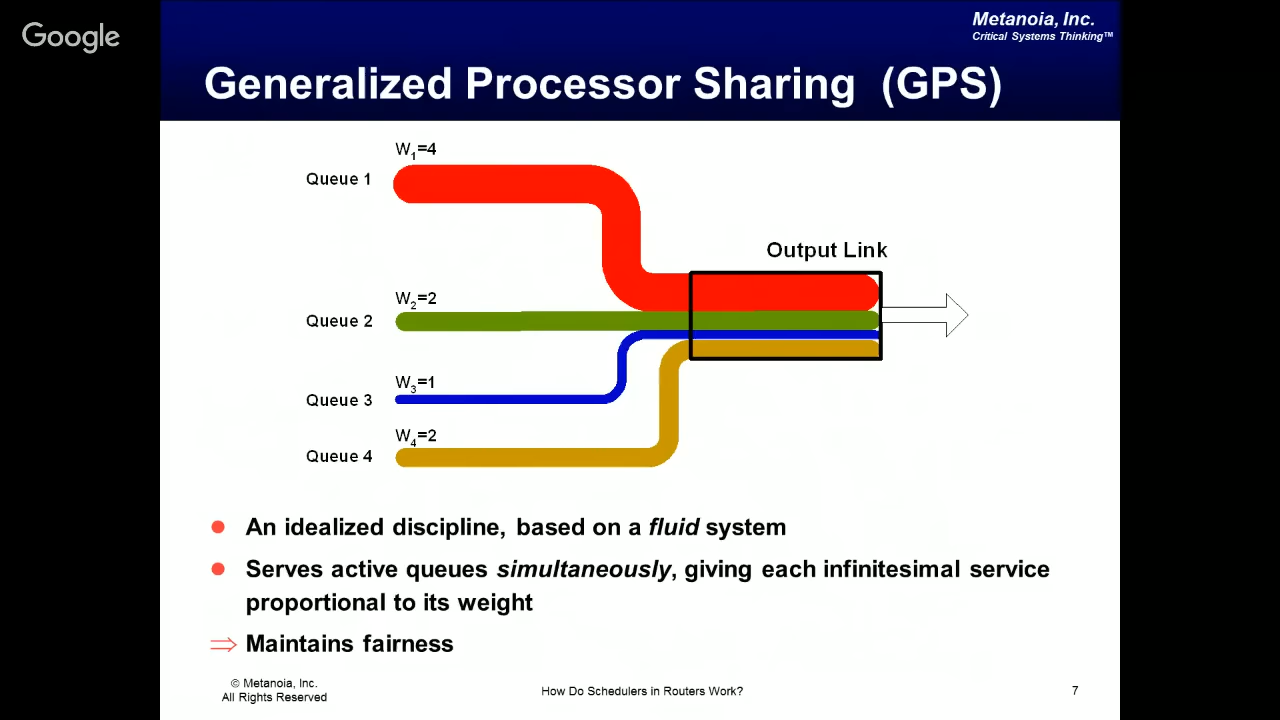 Google
Metanoia, Inc.
Critical Systems Thinking™
Generalized Processor Sharing (GPS)
W1=4
Queue 1
Output Link
W2=2
Queue 2
W3=1
Queue 3
W4=2
Queue 4
An idealized discipline, based on a fluid system
Serves active queues simultaneously, giving each infinitesimal service
proportional to its weight
⇒ Maintains fairness
© Metanoia, Inc.
All Rights Reserved
How Do Schedulers in Routers Work?
7